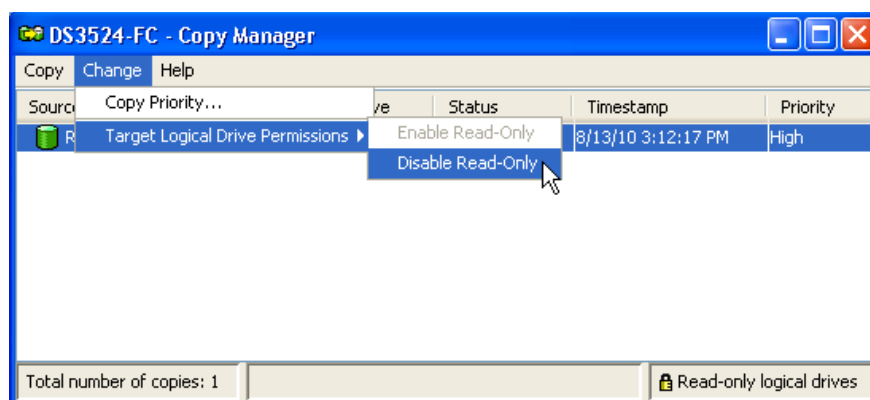 DS3524-FC - Copy Manager
Copy Change Help
Status Timestamp Priority
Copy Priority...
Target Logical Drive Permissions Enable Read-Only 8/13/10 3:12:17 PM High
Disable Read-Only
Total number of copies: 1 Read-only logical drives